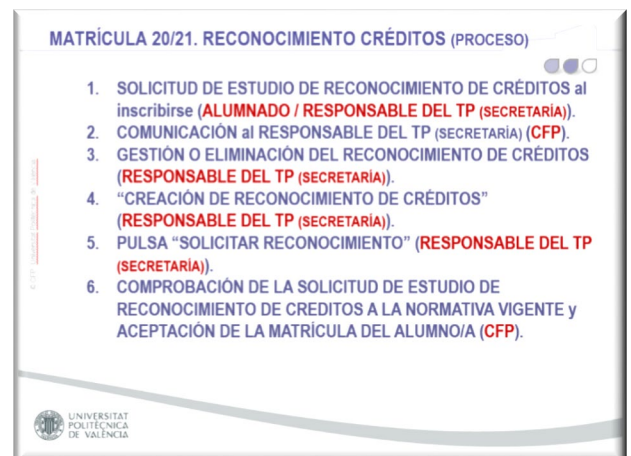 MATRÍCULA 20/21. RECONOCIMIENTO CRÉDITOS (PROCESO)
1. SOLICITUD DE ESTUDIO DE RECONOCIMIENTO DE CRÉDITOS al
inscribirse (ALUMNADO / RESPONSABLE DEL TP (SECRETARÍA)).
2. COMUNICACIÓN al RESPONSABLE DEL TP (SECRETARÍA) (CFP).
3. GESTIÓN O ELIMINACIÓN DEL RECONOCIMIENTO DE CRÉDITOS
(RESPONSABLE DEL TP (SECRETARÍA)).
4. “CREACIÓN DE RECONOCIMIENTO DE CRÉDITOS”
(RESPONSABLE DEL TP (SECRETARÍA)).
5. PULSA “SOLICITAR RECONOCIMIENTO” (RESPONSABLE DEL TP
(SECRETARÍA)).
6. COMPROBACIÓN DE LA SOLICITUD DE ESTUDIO DE
RECONOCIMIENTO DE CREDITOS A LA NORMATIVA VIGENTE y
ACEPTACIÓN DE LA MATRÍCULA DEL ALUMNO/A (CFP).
UNIVERSITAT
POLITÈCNICA
DE VALÈNCIA